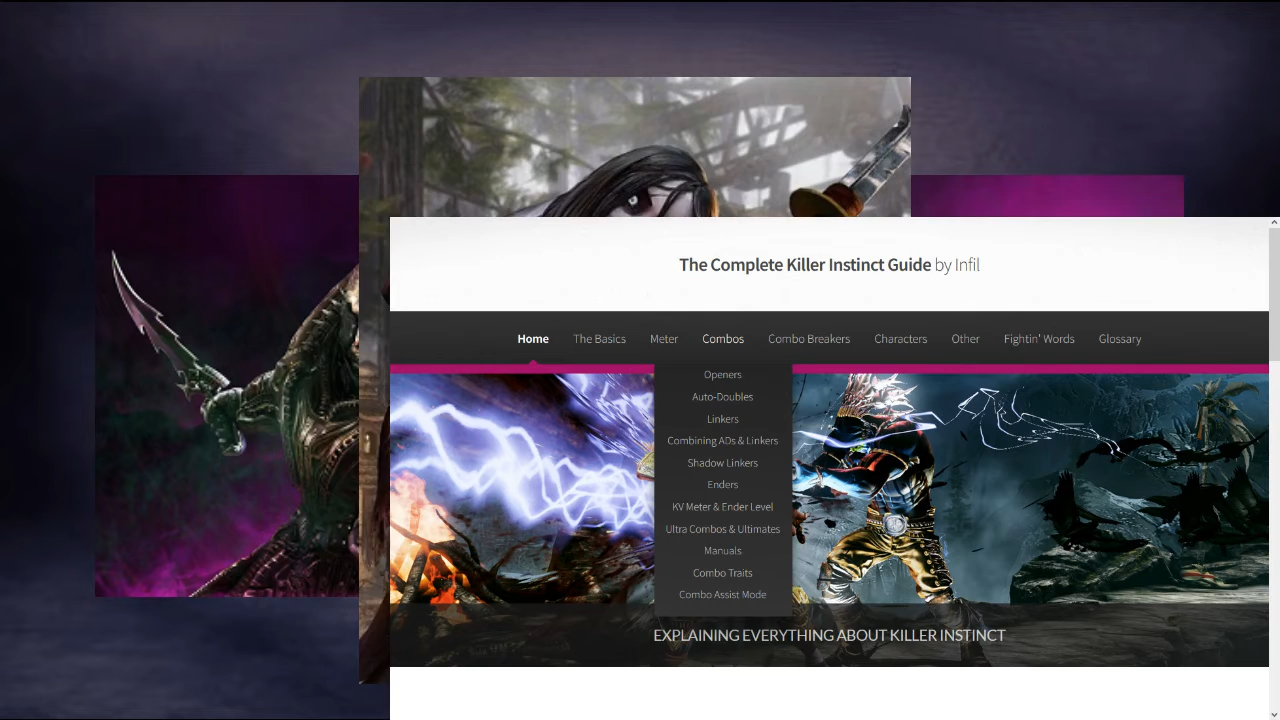 The Complete Killer Instinct Guide by Infil
Home The Basics Meter Combos Combo Breakers Characters Other Fightin' Words Glossary
Openers
Auto-Doubles
Linkers
Combining ADs & Linkers
Shadow Linkers
Enders
KV Meter & Ender Level
Ultra Combos & Ultimates
Manuals
Combo Traits
Combo Assist Mode
EXPLAINING EVERYTHING ABOUT KILLER INSTINCT